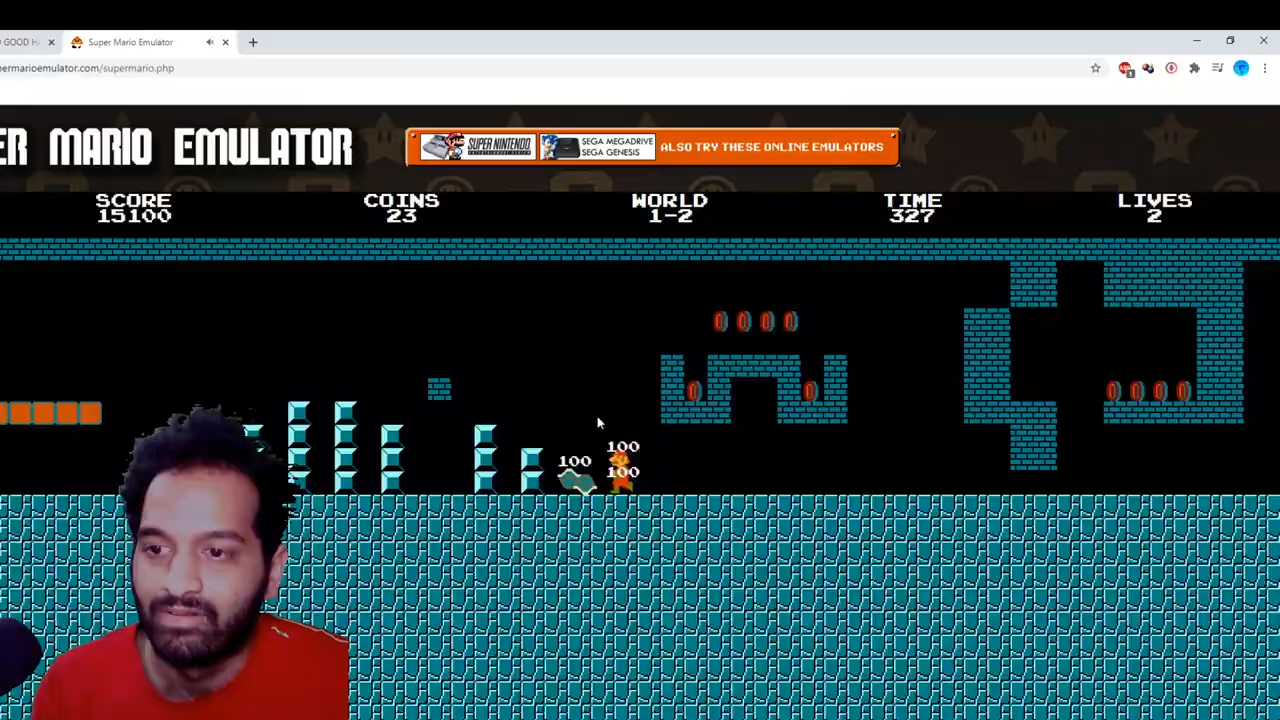 GOOD H
Super Mario Emulator
permarioemulator.com/supermario.php
ER MARIO EMULATOR
SUPER NINTENDO
SEGA MEGADRIVE
SEGA GENESIS
ALSO TRY THESE ONLINE EMULATORS
SCORE
15100
COINS
23
WORLD
1-2
TIME
327
LIVES
2
100
100
100